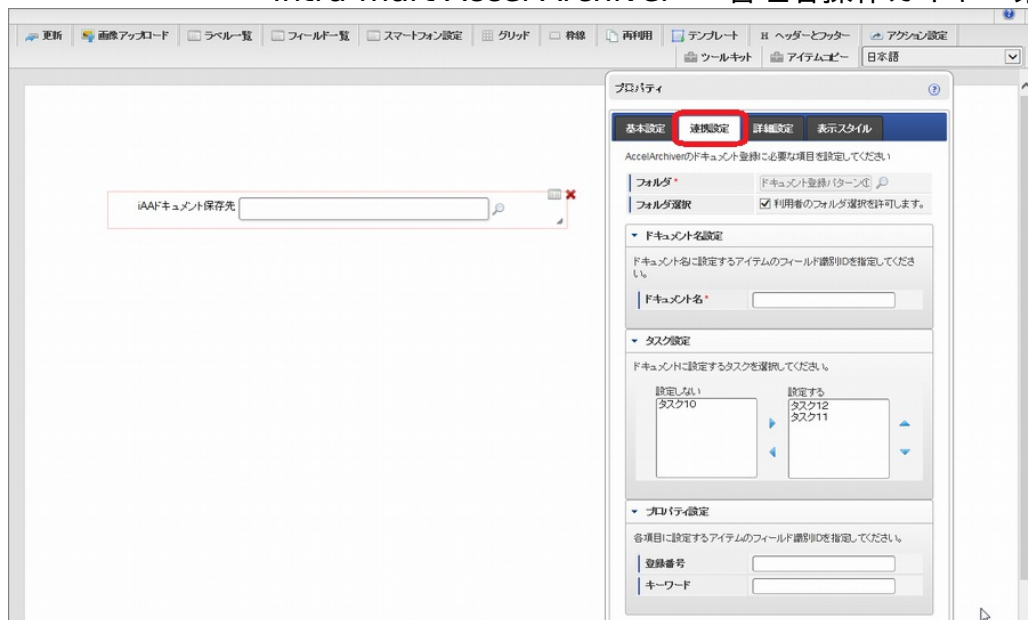 更新 画像アップロード ラベル一覧 フィールド一覧 スマートフォン設定 グリッド 枠線 再利用 テンプレート ヘッダーとフッター アクション設定
ツールキット アイテムコピー 日本語
プロパティ
基本設定 連携設定 詳細設定 表示スタイル
AccelArchiverのドキュメント登録に必要な項目を設定してください
フォルダ* ドキュメント登録パターン①
フォルダ選択 利用者のフォルダ選択を許可します。
iAAドキュメント保存先
ドキュメント名設定
ドキュメント名に設定するアイテムのフィールド識別IDを指定してくださ
い。
ドキュメント名*
タスク設定
ドキュメントに設定するタスクを選択してください。
設定しない 設定する
タスク10 タスク12
タスク11
プロパティ設定
各項目に設定するアイテムのフィールド識別IDを指定してください。
登録番号
キーワード